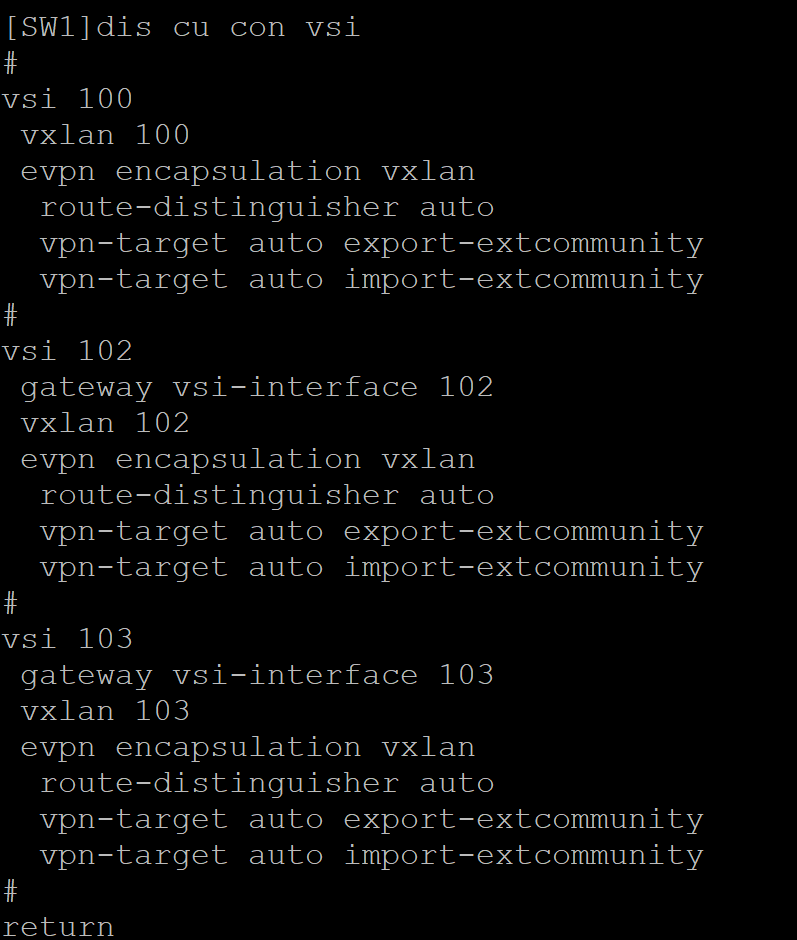 [SW1]dis cu con vsi
#
vsi 100
 vxlan 100
 evpn encapsulation vxlan
  route-distinguisher auto
  vpn-target auto export-extcommunity
  vpn-target auto import-extcommunity
#
vsi 102
 gateway vsi-interface 102
 vxlan 102
 evpn encapsulation vxlan
  route-distinguisher auto
  vpn-target auto export-extcommunity
  vpn-target auto import-extcommunity
#
vsi 103
 gateway vsi-interface 103
 vxlan 103
 evpn encapsulation vxlan
  route-distinguisher auto
  vpn-target auto export-extcommunity
  vpn-target auto import-extcommunity
#
return